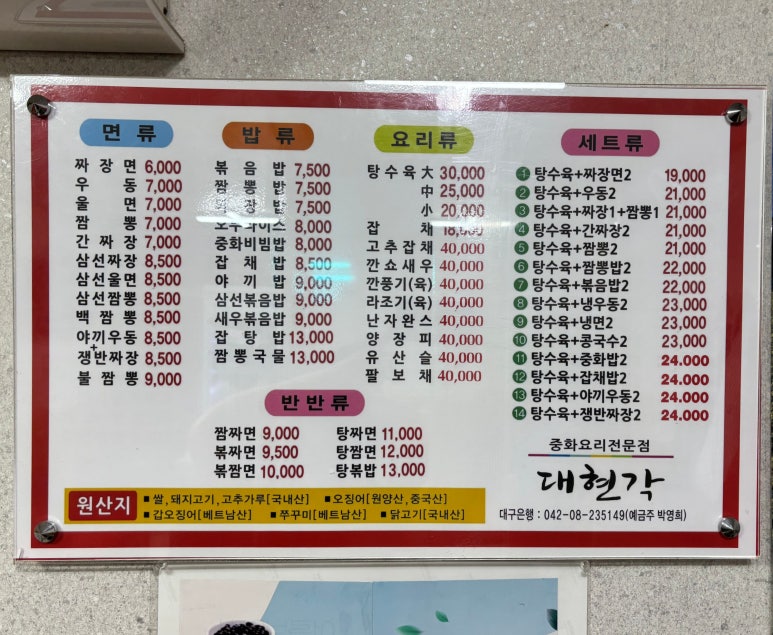 면 류
짜장면 6,000
우동 7,000
울면 7,000
짬뽕 7,000
간짜장 7,000
삼선짜장 8,500
삼선울면 8,500
삼선짬뽕 8,500
백짬뽕 8,500
야끼우동 8,500
+
쟁반짜장 8,500
불짬뽕 9,000
밥 류
볶음밥 7,500
짬뽕밥 7,500
장밥 7,500
8,000
중화비빔밥 8,000
잡채밥 8,500
야끼밥 9,000
삼선볶음밥 9,000
새우볶음밥 9,000
잡탕밥 13,000
짬뽕국물 13,000
요리류
탕수육 大 30,000
中 25,000
小 20,000
잡채 18,000
고추잡채 40,000
깐쇼새우 40,000
깐풍기(육) 40,000
라조기(육) 40,000
난자완스 40,000
양장피 40,000
유산슬 40,000
팔보채 40,000
세트류
1 탕수육+짜장면2 19,000
2 탕수육+우동2 21,000
3 탕수육+짜장1+짬뽕1 21,000
4 탕수육+간짜장2 21,000
5 탕수육+짬뽕2 21,000
6 탕수육+짬뽕밥2 22,000
7 탕수육+볶음밥2 22,000
8 탕수육+냉우동2 23,000
9 탕수육+냉면2 23,000
10 탕수육+콩국수2 23,000
11 탕수육+중화밥2 24.000
12 탕수육+잡채밥2 24.000
13 탕수육+야끼우동2 24.000
14 탕수육+쟁반짜장2 24.000
반반류
짬짜면 9,000 탕짜면 11,000
볶짜면 9,500 탕짬면 12,000
볶짬면 10,000 탕볶밥 13,000
원산지
■ 쌀,돼지고기,고추가루[국내산] ■ 오징어[원양산,중국산]
■ 갑오징어[베트남산] ■ 쭈꾸미[베트남산] ■ 닭고기[국내산]
중화요리전문점
대현각
대구은행 : 042-08-235149(예금주 박영희)